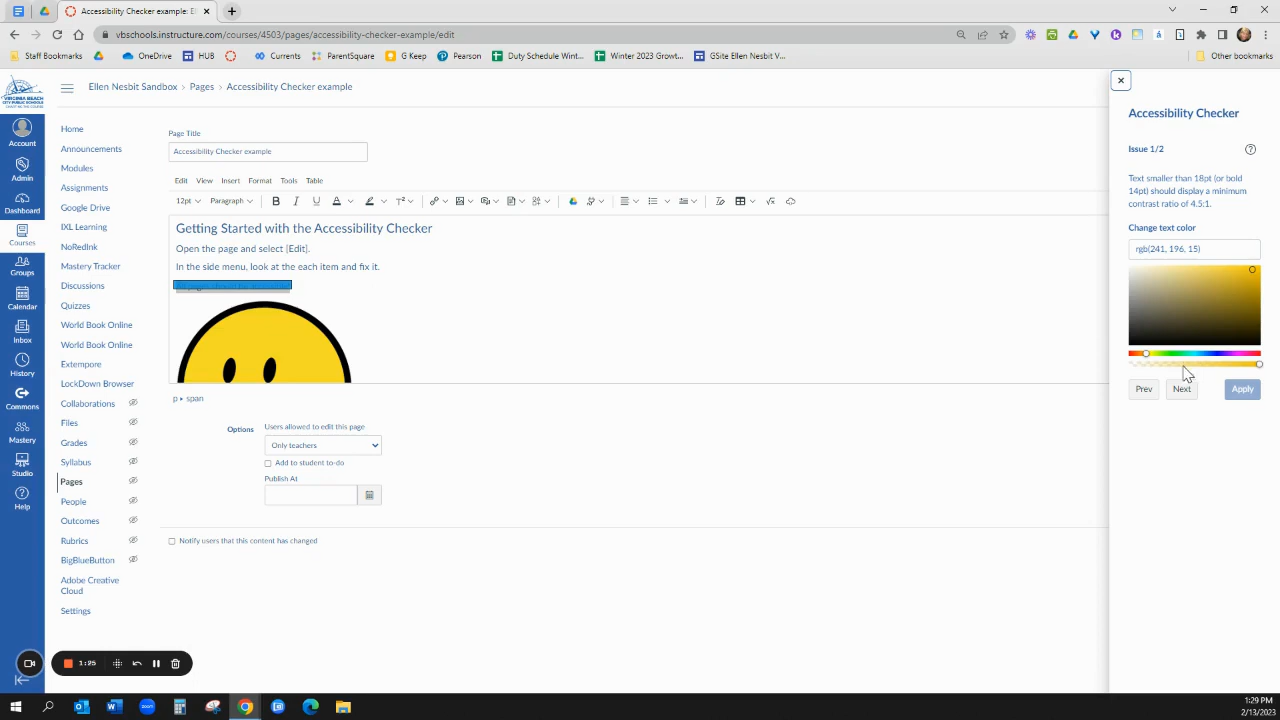 Accessibility Checker example: E
vbschools.instructure.com/courses/4503/pages/accessibility-checker-example/edit
Staff Bookmarks
OneDrive
HUB
Currents
ParentSquare
G Keep
Pearson
Duty Schedule Wint...
Winter 2023 Growt...
GSite Ellen Nesbit V...
Other bookmarks
VIRGINIA BEACH
CITY PUBLIC SCHOOLS
Account
Admin
Dashboard
Courses
Groups
Calendar
Inbox
History
Commons
Mastery
Studio
Help
Ellen Nesbit Sandbox > Pages > Accessibility Checker example
Home
Announcements
Modules
Assignments
Google Drive
IXL Learning
NoRedInk
Mastery Tracker
Discussions
Quizzes
World Book Online
World Book Online
Extempore
LockDown Browser
Collaborations
Files
Grades
Syllabus
Pages
People
Outcomes
Rubrics
BigBlueButton
Adobe Creative
Cloud
Settings
Page Title
Accessibility Checker example
Edit View Insert Format Tools Table
12pt Paragraph B I U A T²
Getting Started with the Accessibility Checker
Open the page and select [Edit].
In the side menu, look at the each item and fix it.
p ▸ span
Options
Users allowed to edit this page
Only teachers
Add to student to-do
Publish At
Notify users that this content has changed
Accessibility Checker
Issue 1/2
Text smaller than 18pt (or bold
14pt) should display a minimum
contrast ratio of 4.5:1.
Change text color
rgb(241, 196, 15)
Prev Next Apply
1:25
1:29 PM
2/13/2023